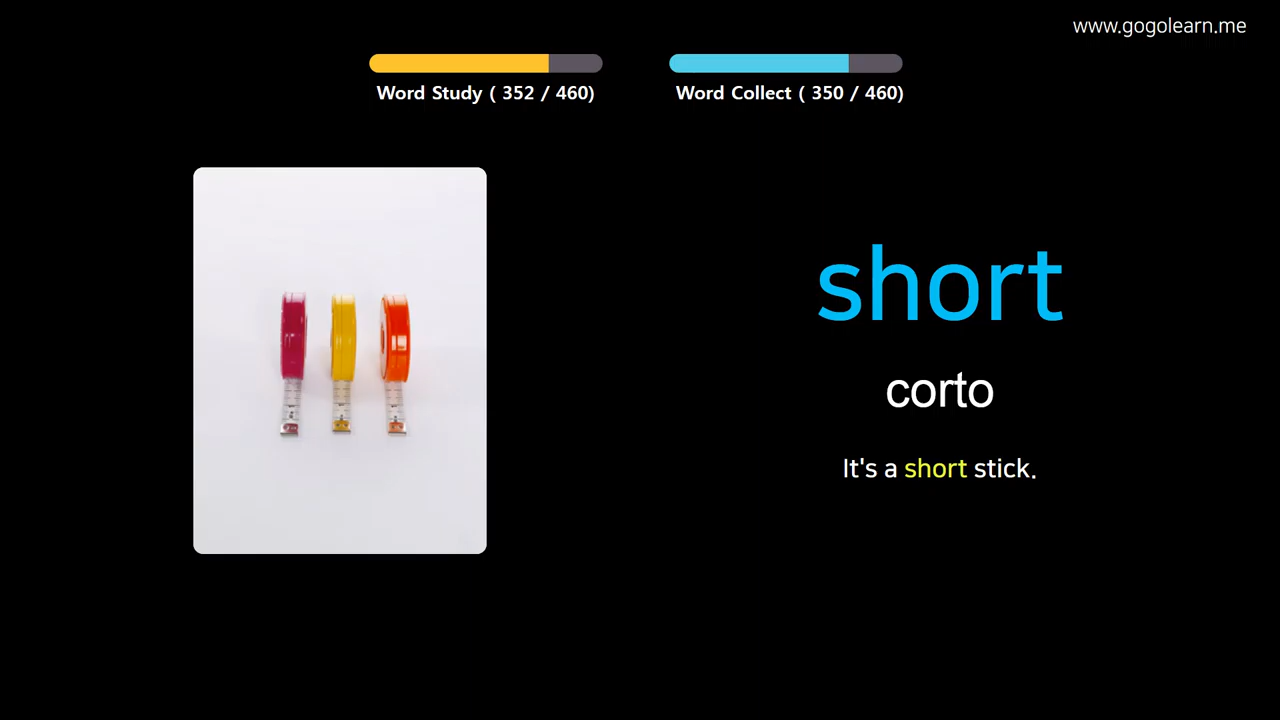 www.gogolearn.me
Word Study ( 352 / 460)
Word Collect ( 350 / 460)
short
corto
It's a short stick.